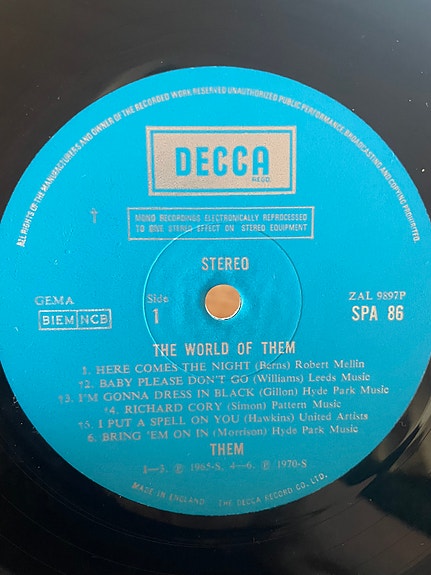 ALL RIGHTS OF THE MANUFACTURERS AND OWNER OF THE RECORDED WORK RESERVED UNAUTHORIZED PUBLIC PERFORMANCE, BROADCASTING AND COPYING PROHIBITED.
DECCA
REGD.
†
MONO RECORDINGS ELECTRONICALLY REPROCESSED
TO GIVE STEREO EFFECT ON STEREO EQUIPMENT
STEREO
GEMA
BIEM NCB
Side
1
ZAL 9897P
SPA 86
THE WORLD OF THEM
1. HERE COMES THE NIGHT (Berns) Robert Mellin
†2. BABY PLEASE DON'T GO (Williams) Leeds Music
†3. I'M GONNA DRESS IN BLACK (Gillon) Hyde Park Music
†4. RICHARD CORY (Simon) Pattern Music
†5. I PUT A SPELL ON YOU (Hawkins) United Artists
6. BRING 'EM ON IN (Morrison) Hyde Park Music
THEM
1—3. ℗ 1965-S. 4—6. ℗ 1970-S
MADE IN ENGLAND THE DECCA RECORD CO. LTD.